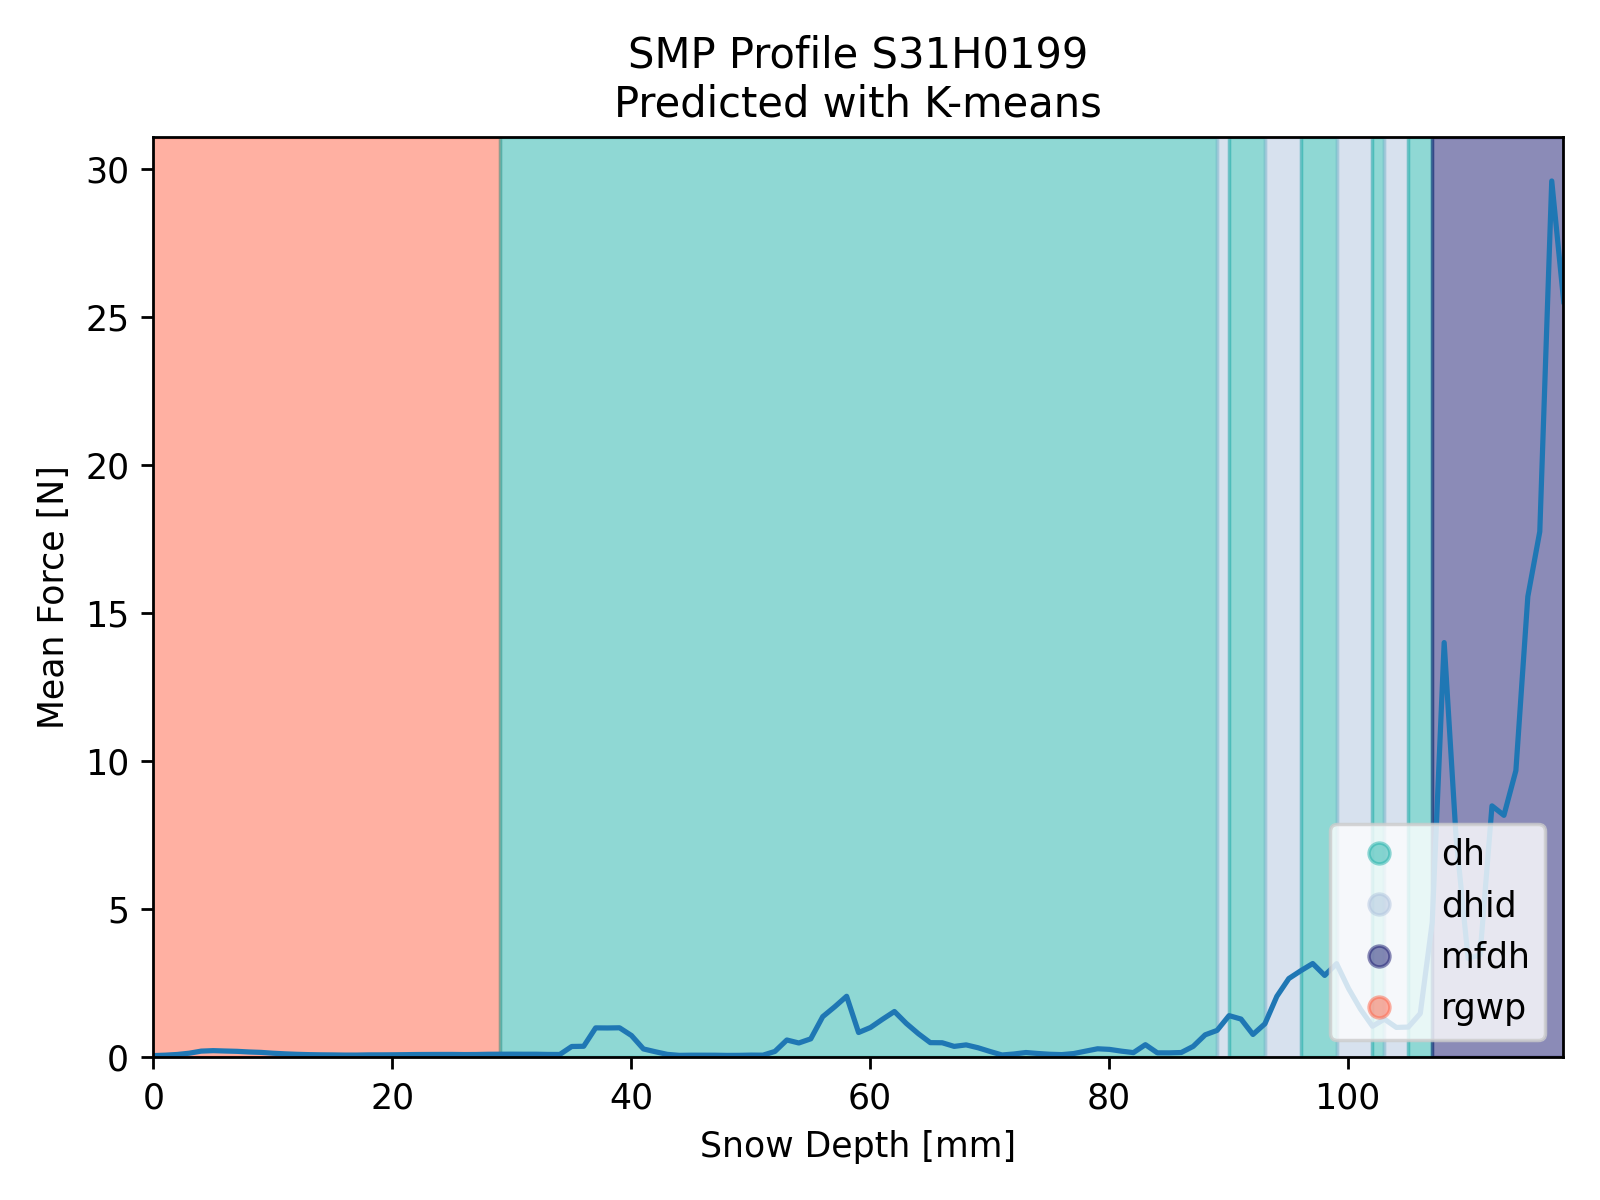 SMP Profile S31H0199
Predicted with K-means
30
25
20
15
10
5
0
Mean Force [N]
0 20 40 60 80 100
Snow Depth [mm]
dh
dhid
mfdh
rgwp